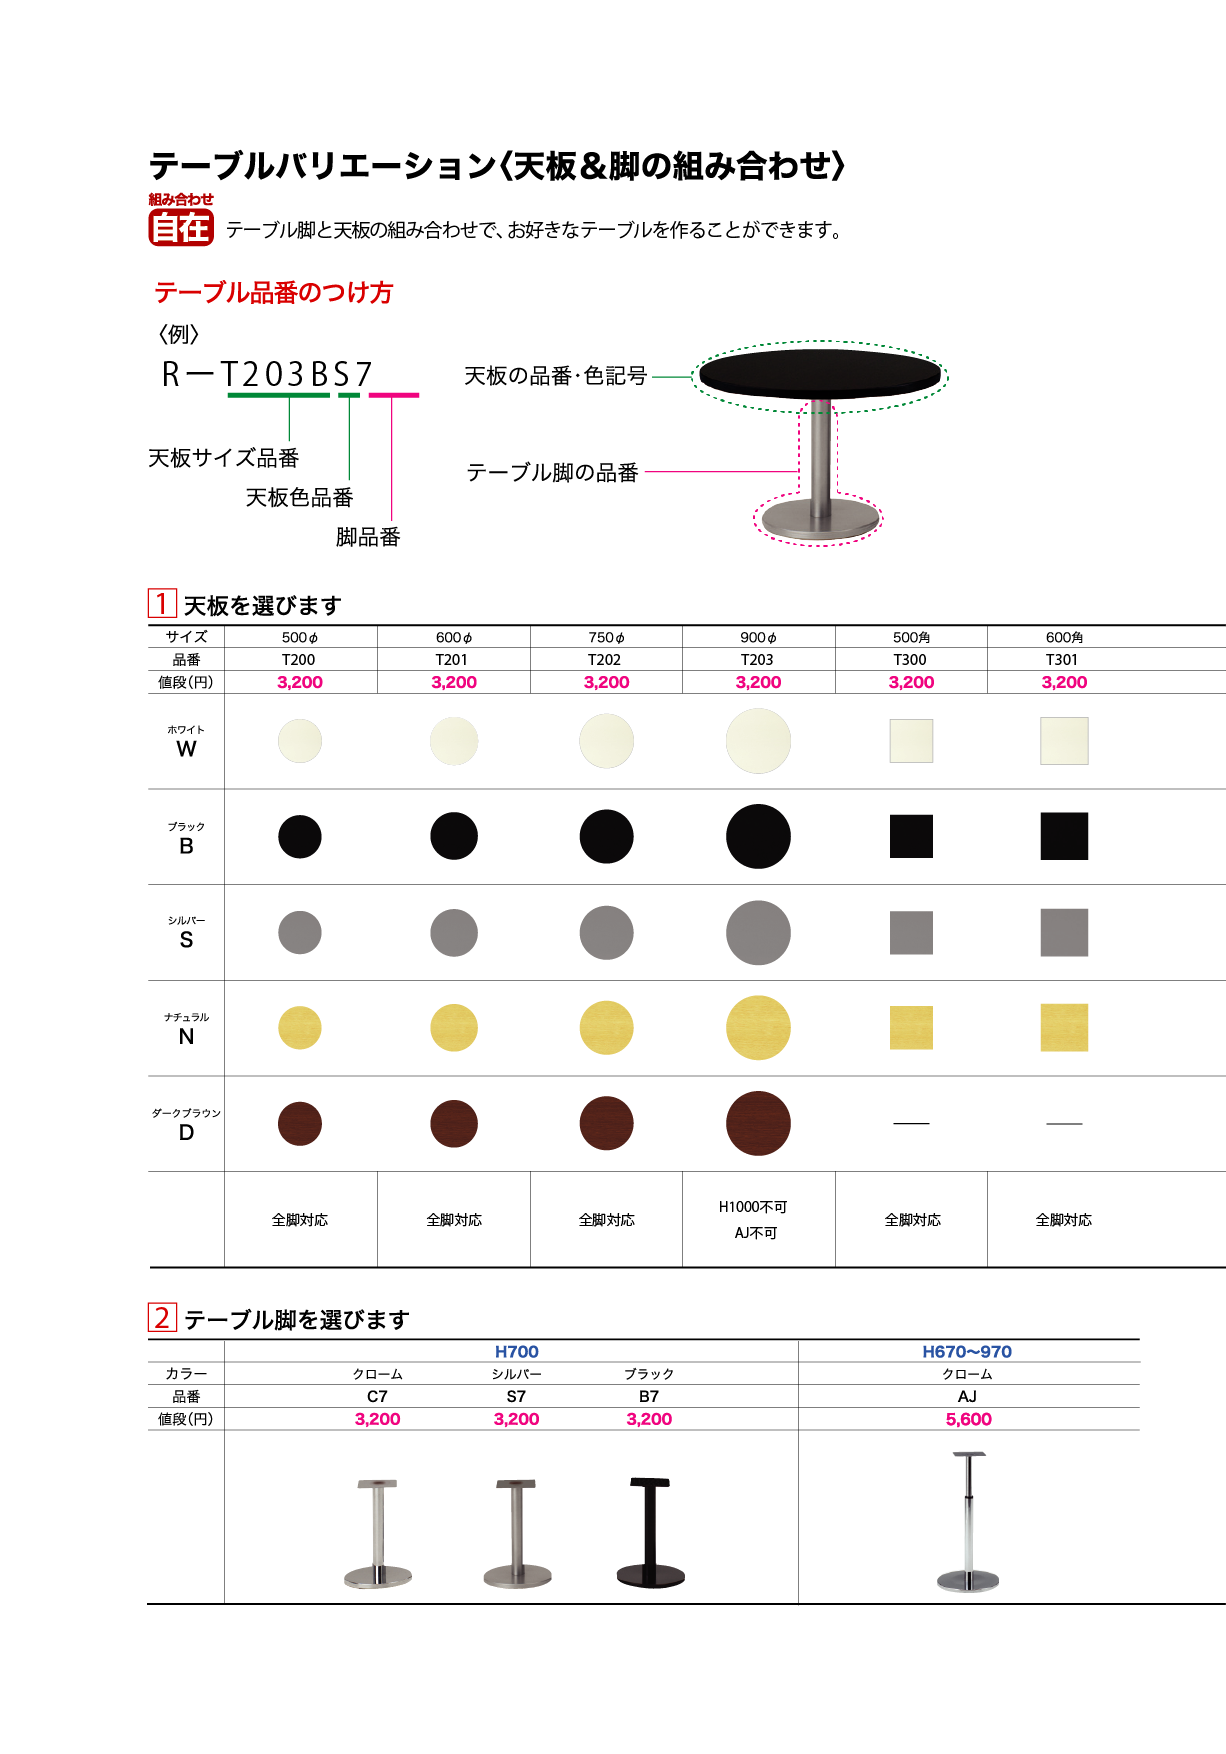 テーブルバリエーション〈天板＆脚の組み合わせ〉
組み合わせ
自在
テーブル脚と天板の組み合わせで、お好きなテーブルを作ることができます。
テーブル品番のつけ方
〈例〉
R－T203BS7
天板サイズ品番
天板色品番
脚品番
天板の品番・色記号
テーブル脚の品番
1 天板を選びます
サイズ 500φ 600φ 750φ 900φ 500角 600角
品番 T200 T201 T202 T203 T300 T301
値段（円） 3,200 3,200 3,200 3,200 3,200 3,200
ホワイト
W
ブラック
B
シルバー
S
ナチュラル
N
ダークブラウン
D
全脚対応 全脚対応 全脚対応 H1000不可 全脚対応 全脚対応
AJ不可
2 テーブル脚を選びます
H700 H670～970
カラー クローム シルバー ブラック クローム
品番 C7 S7 B7 AJ
値段（円） 3,200 3,200 3,200 5,600